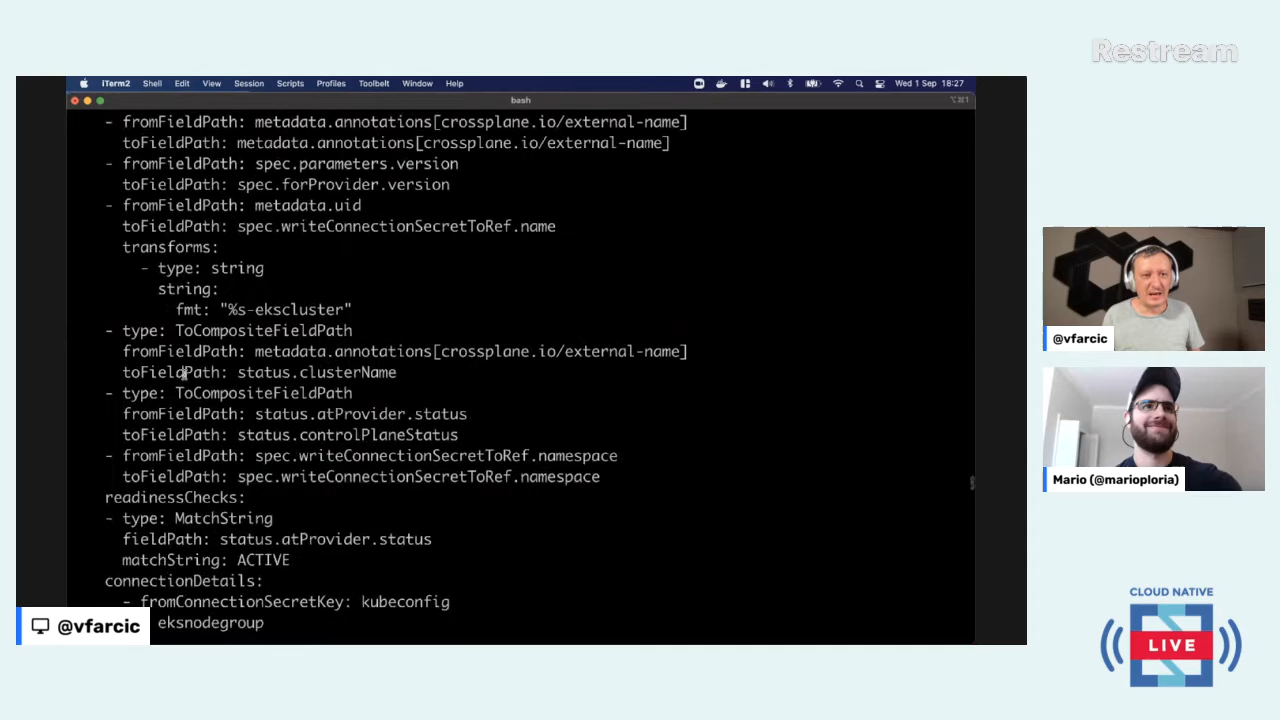 Restream
iTerm2 Shell Edit View Session Scripts Profiles Toolbelt Window Help Wed 1 Sep 18:27
bash
- fromFieldPath: metadata.annotations[crossplane.io/external-name]
toFieldPath: metadata.annotations[crossplane.io/external-name]
- fromFieldPath: spec.parameters.version
toFieldPath: spec.forProvider.version
- fromFieldPath: metadata.uid
toFieldPath: spec.writeConnectionSecretToRef.name
transforms:
- type: string
string:
fmt: "%s-ekscluster"
- type: ToCompositeFieldPath
fromFieldPath: metadata.annotations[crossplane.io/external-name]
toFieldPath: status.clusterName
- type: ToCompositeFieldPath
fromFieldPath: status.atProvider.status
toFieldPath: status.controlPlaneStatus
- fromFieldPath: spec.writeConnectionSecretToRef.namespace
toFieldPath: spec.writeConnectionSecretToRef.namespace
readinessChecks:
- type: MatchString
fieldPath: status.atProvider.status
matchString: ACTIVE
connectionDetails:
- fromConnectionSecretKey: kubeconfig
eksnodegroup
@vfarcic
@vfarcic
Mario (@marioploria)
CLOUD NATIVE
LIVE